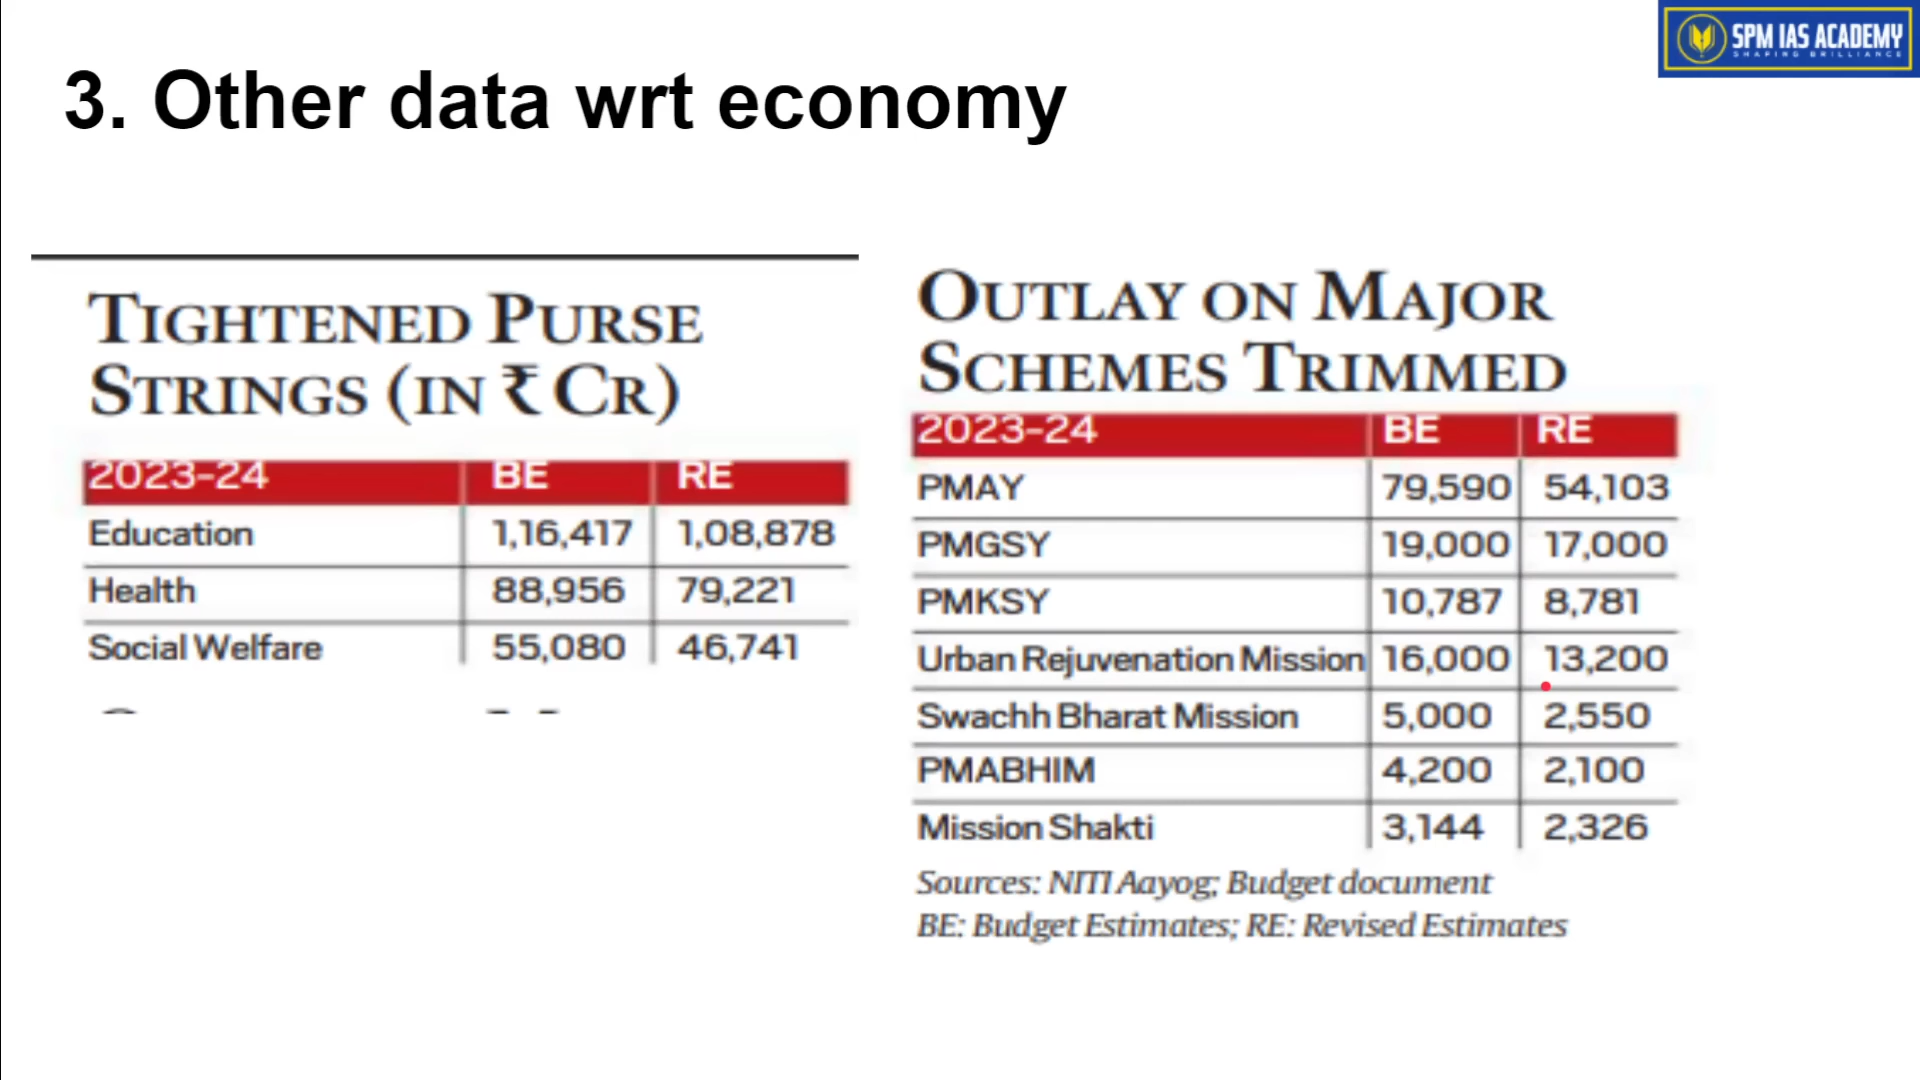 SPM IAS ACADEMY
SHAPING BRILLIANCE
3. Other data wrt economy
TIGHTENED PURSE
STRINGS (IN ₹ CR)
2023-24 BE RE
Education 1,16,417 1,08,878
Health 88,956 79,221
Social Welfare 55,080 46,741
OUTLAY ON MAJOR
SCHEMES TRIMMED
2023-24 BE RE
PMAY 79,590 54,103
PMGSY 19,000 17,000
PMKSY 10,787 8,781
Urban Rejuvenation Mission 16,000 13,200
Swachh Bharat Mission 5,000 2,550
PMABHIM 4,200 2,100
Mission Shakti 3,144 2,326
Sources: NITI Aayog; Budget document
BE: Budget Estimates; RE: Revised Estimates